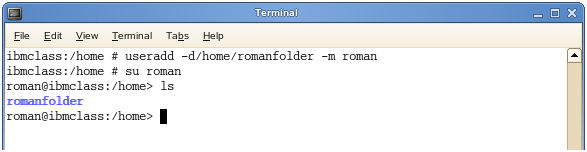 Terminal
File Edit View Terminal Tabs Help
ibmclass:/home # useradd -d/home/romanfolder -m roman
ibmclass:/home # su roman
roman@ibmclass:/home> ls
romanfolder
roman@ibmclass:/home>